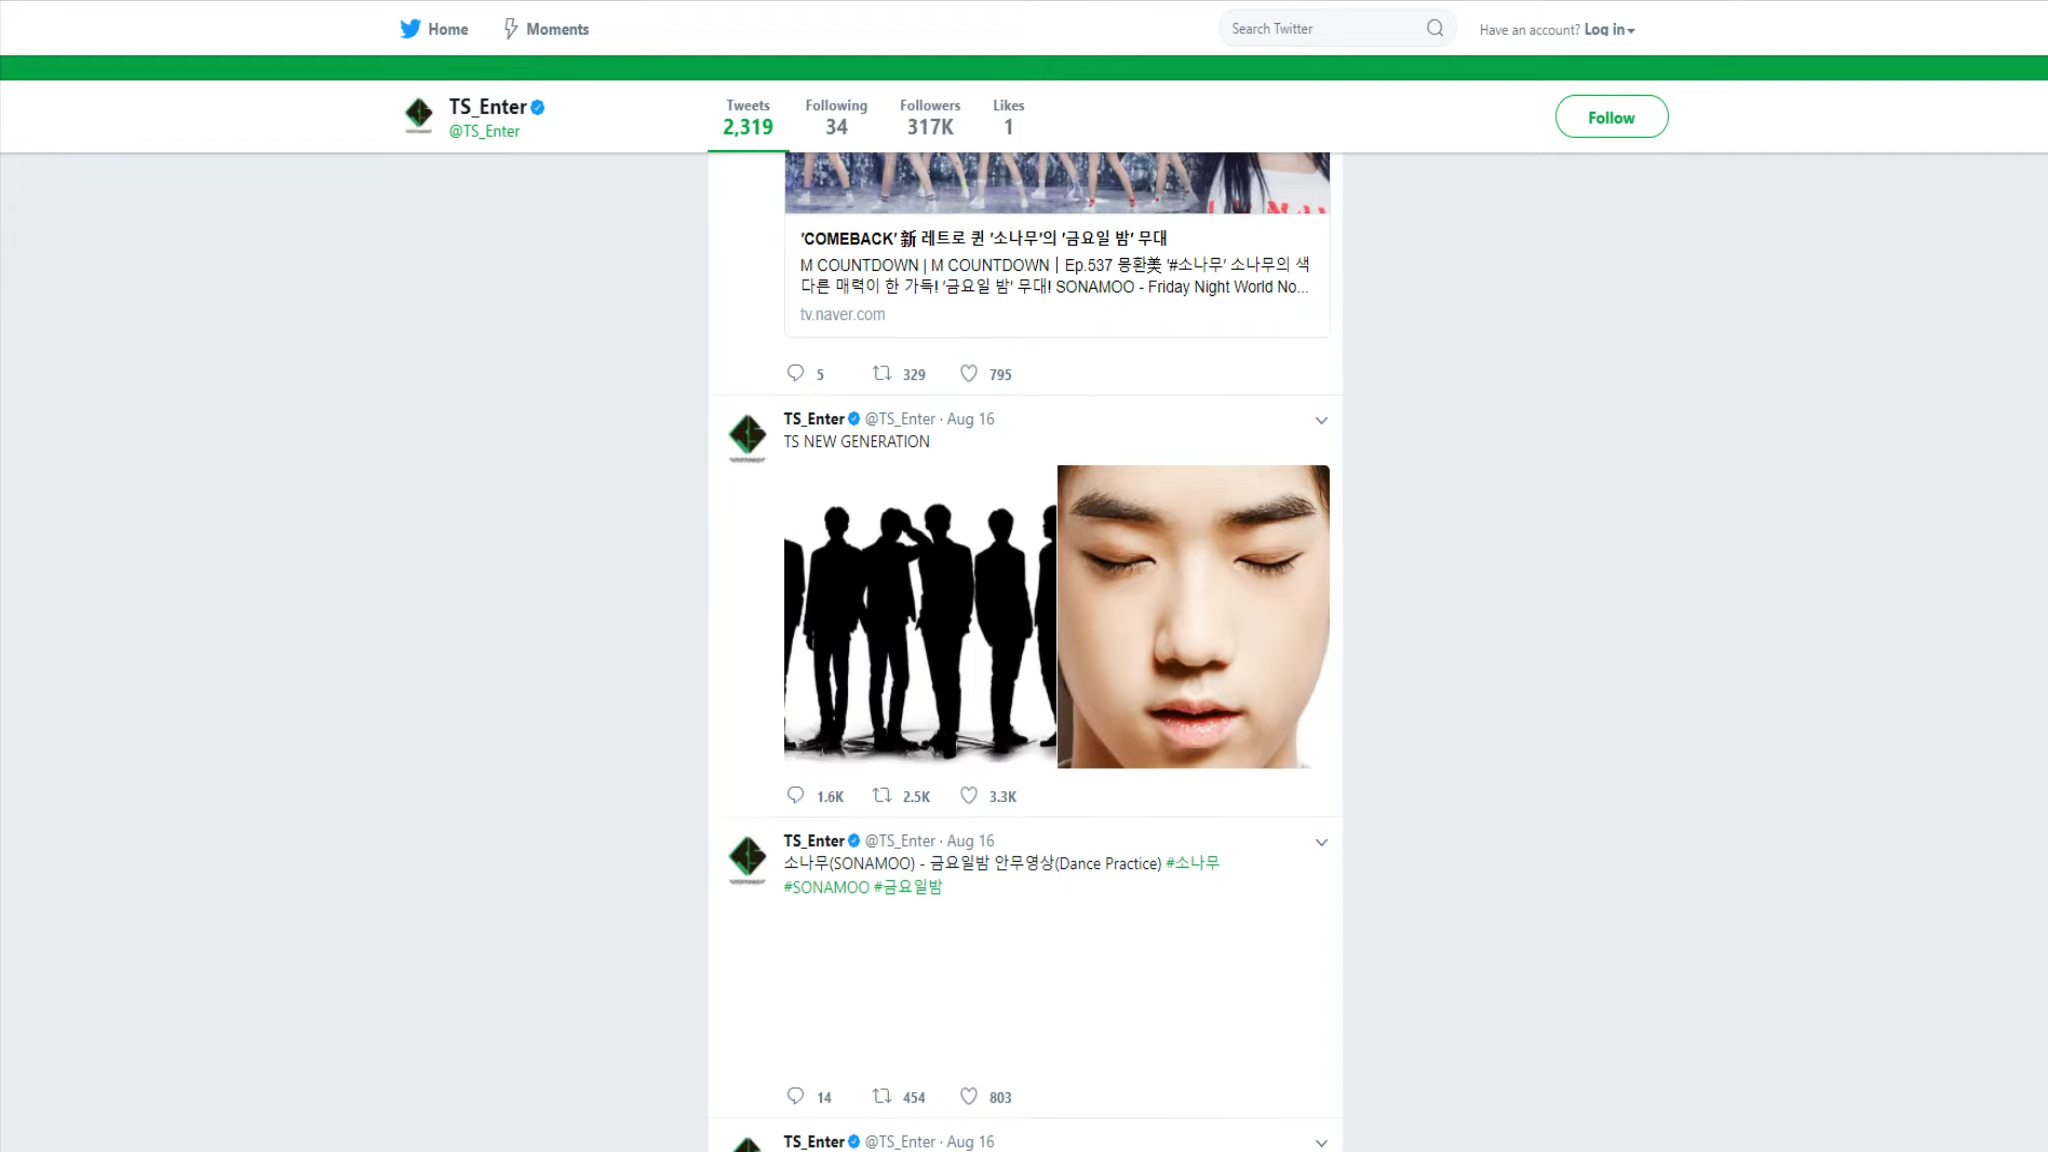 Home
Moments
Search Twitter
Have an account? Log in
TS_Enter
@TS_Enter
Tweets
2,319
Following
34
Followers
317K
Likes
1
Follow
'COMEBACK' 新 레트로 퀸 '소나무'의 '금요일 밤' 무대
M COUNTDOWN | M COUNTDOWN | Ep.537 몽환美 '#소나무' 소나무의 색
다른 매력이 한 가득! '금요일 밤' 무대! SONAMOO - Friday Night World No...
tv.naver.com
5 329 795
TS_Enter @TS_Enter · Aug 16
TS NEW GENERATION
1.6K 2.5K 3.3K
TS_Enter @TS_Enter · Aug 16
소나무(SONAMOO) - 금요일밤 안무영상(Dance Practice) #소나무
#SONAMOO #금요일밤
14 454 803
TS_Enter @TS_Enter · Aug 16